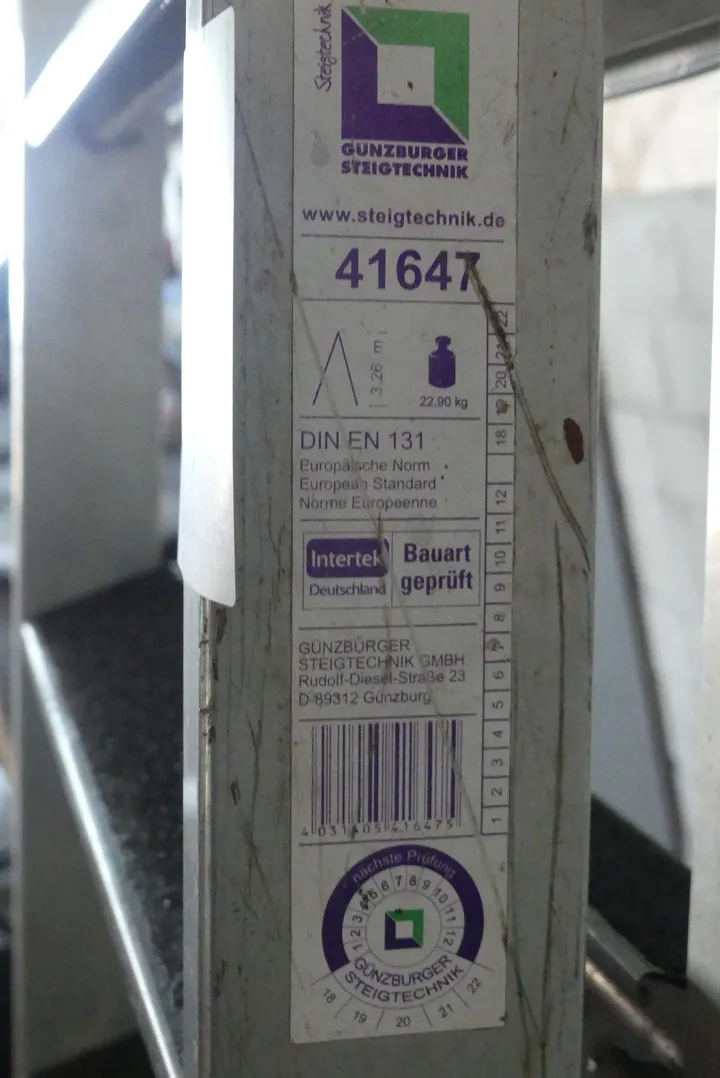 Steigtechnik
GÜNZBURGER
STEIGTECHNIK
www.steigtechnik.de
41647
3,26 m
22,90 kg
DIN EN 131
Europäische Norm
European Standard
Norme Europeenne
Intertek
Deutschland
Bauart
geprüft
GÜNZBURGER
STEIGTECHNIK GMBH
Rudolf-Diesel-Straße 23
D-89312 Günzburg
4031405416475
1 2 3 4 5 6 7 8 9 10 11 12 18 19 20 21 22
nächste Prüfung
1 2 3 4 5 6 7 8 9 10 11 12
GÜNZBURGER
STEIGTECHNIK
18 19 20 21 22